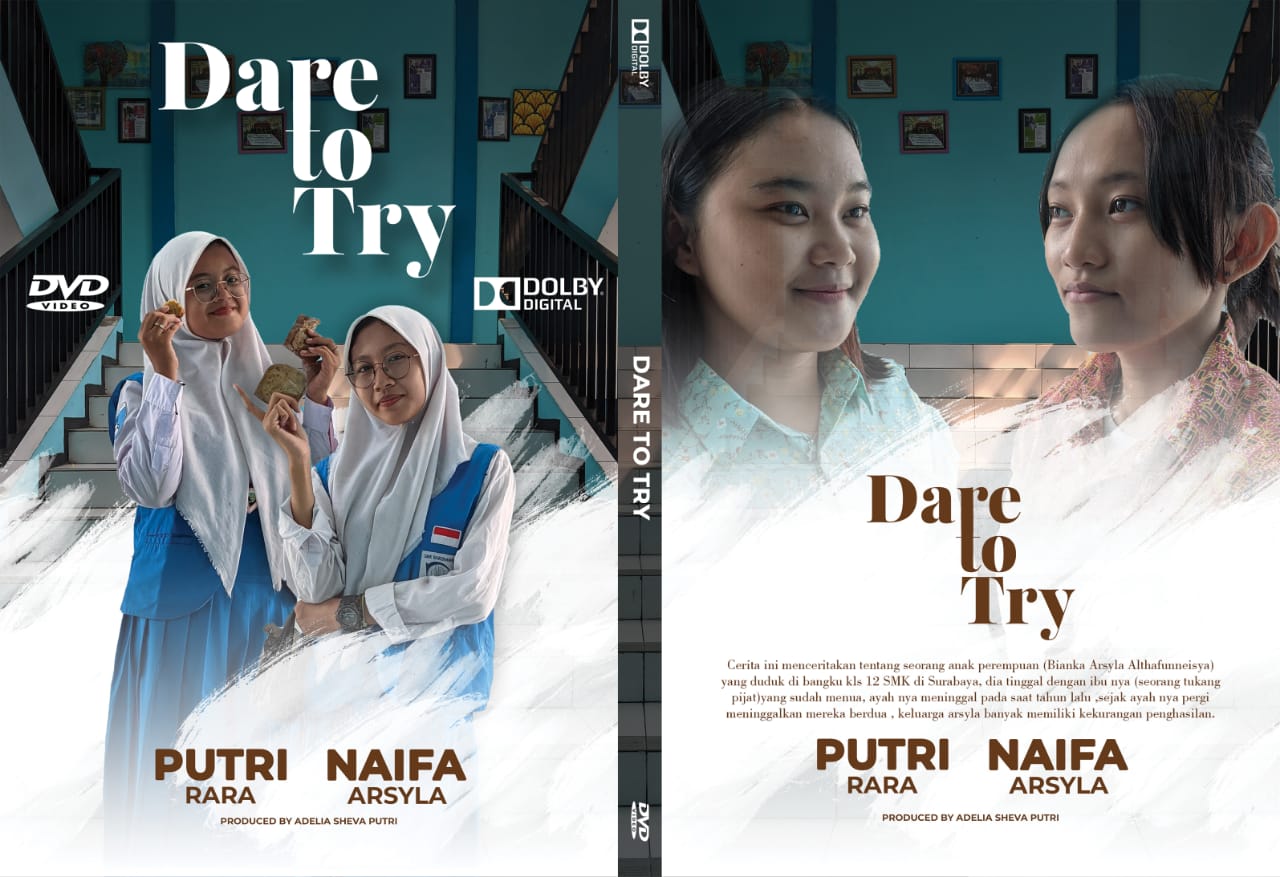 Dare
to
Try
DVD
VIDEO
DOLBY
DIGITAL
PUTRI NAIFA
RARA ARSYLA
PRODUCED BY ADELIA SHEVA PUTRI
DOLBY
DIGITAL
DARE TO TRY
DVD
VIDEO
Dare
to
Try
Cerita ini menceritakan tentang seorang anak perempuan (Bianka Arsyla Althafunneisya)
yang duduk di bangku kls 12 SMK di Surabaya, dia tinggal dengan ibu nya (seorang tukang
pijat)yang sudah menua, ayah nya meninggal pada saat tahun lalu ,sejak ayah nya pergi
meninggalkan mereka berdua , keluarga arsyla banyak memiliki kekurangan penghasilan.
PUTRI NAIFA
RARA ARSYLA
PRODUCED BY ADELIA SHEVA PUTRI